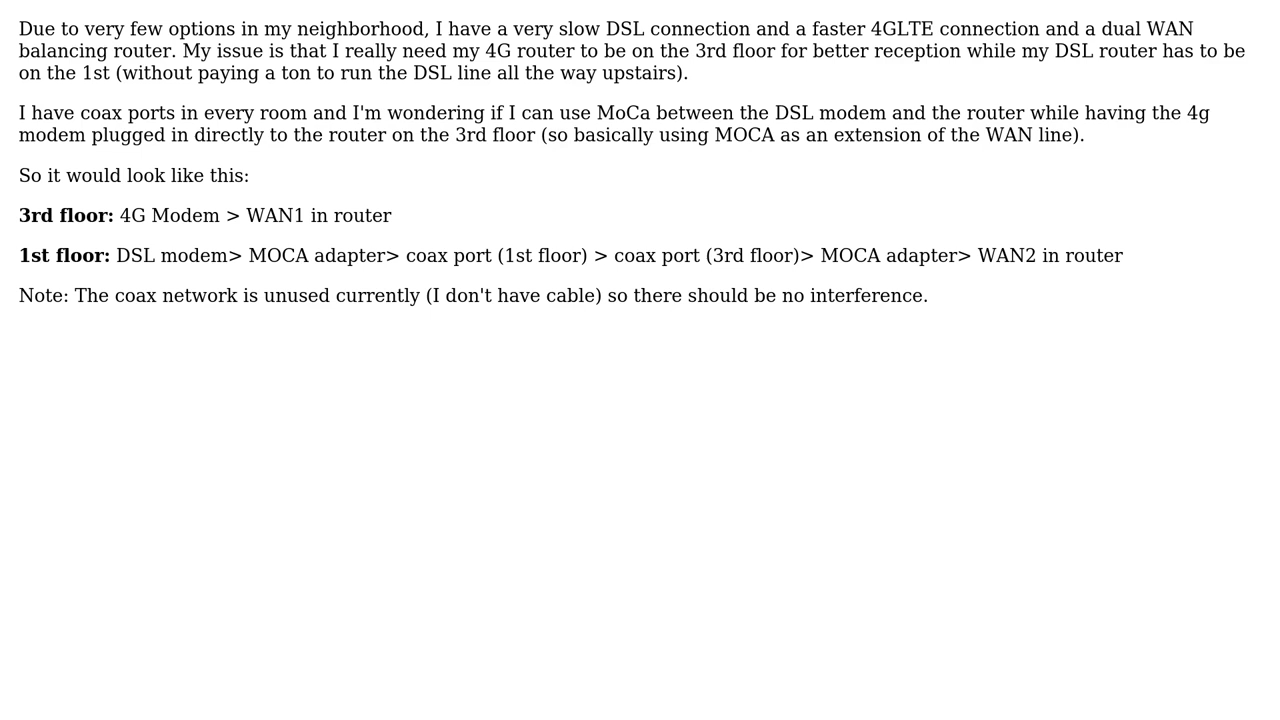 Due to very few options in my neighborhood, I have a very slow DSL connection and a faster 4GLTE connection and a dual WAN
balancing router. My issue is that I really need my 4G router to be on the 3rd floor for better reception while my DSL router has to be
on the 1st (without paying a ton to run the DSL line all the way upstairs).
I have coax ports in every room and I'm wondering if I can use MoCa between the DSL modem and the router while having the 4g
modem plugged in directly to the router on the 3rd floor (so basically using MOCA as an extension of the WAN line).
So it would look like this:
3rd floor: 4G Modem > WAN1 in router
1st floor: DSL modem> MOCA adapter> coax port (1st floor) > coax port (3rd floor)> MOCA adapter> WAN2 in router
Note: The coax network is unused currently (I don't have cable) so there should be no interference.